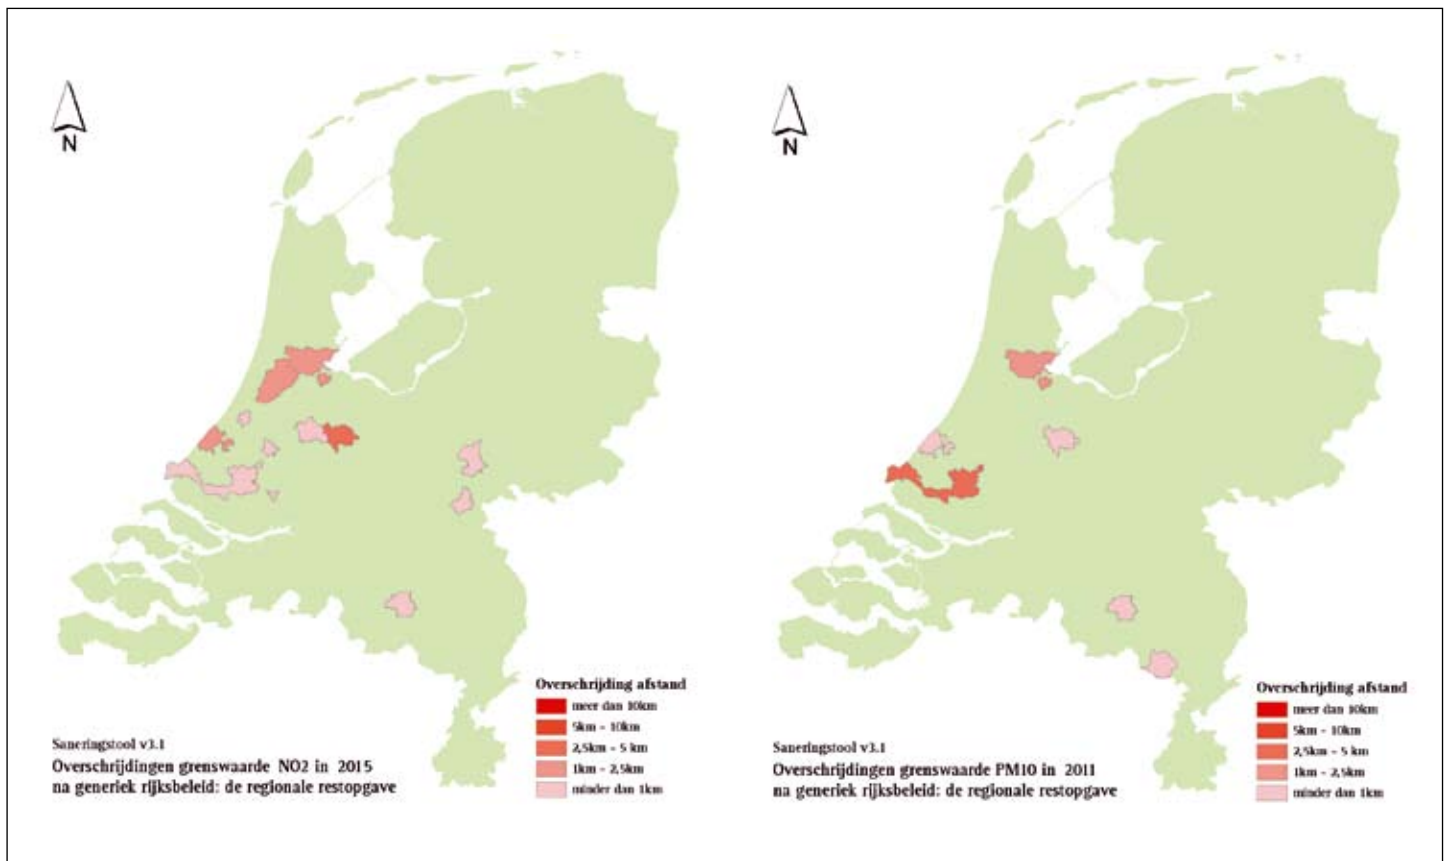 N
Overschrijding afstand
meer dan 10km
5km - 10km
2,5km - 5 km
1km - 2,5km
minder dan 1km
Saneringstool v3.1
Overschrijdingen grenswaarde NO2 in 2015
na generiek rijksbeleid: de regionale restopgave
N
Overschrijding afstand
meer dan 10km
5km - 10km
2,5km - 5 km
1km - 2,5km
minder dan 1km
Saneringstool v3.1
Overschrijdingen grenswaarde PM10 in 2011
na generiek rijksbeleid: de regionale restopgave